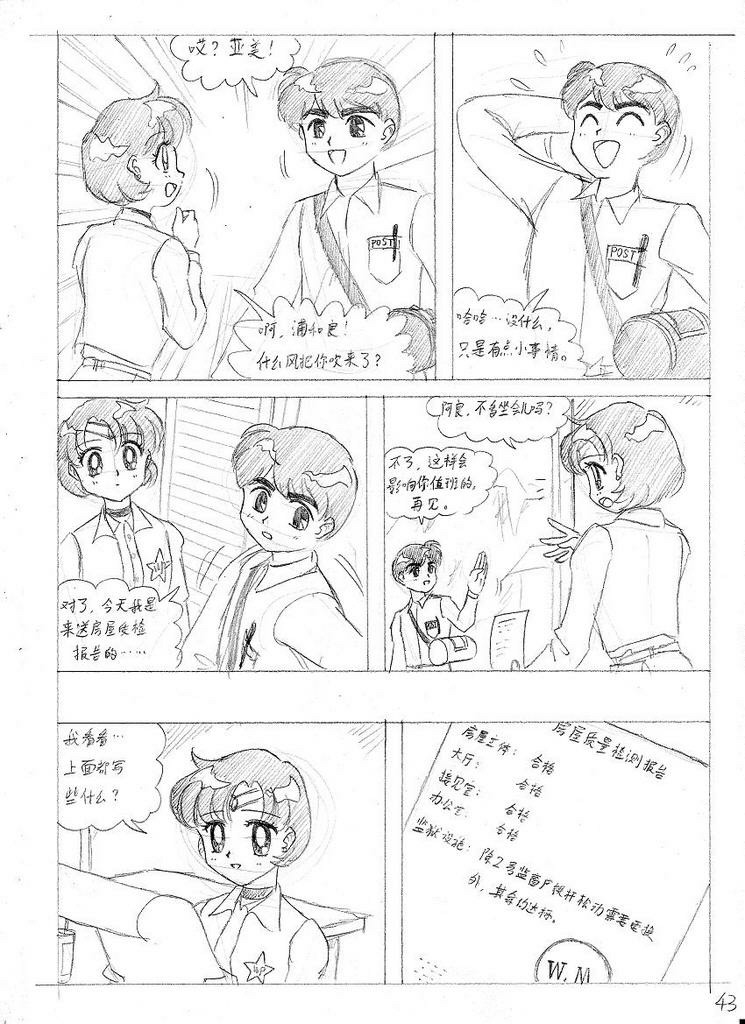 哎？亚美！
POST
啊，浦和良！
什么风把你吹来了？
POST
哈哈…没什么，
只是有点小事情。
对了，今天我是
来送房屋质检
报告的……
阿良，不多坐会儿吗？
不了，这样会
影响你值班的，
再见。
我看看…
上面都写
些什么？
房屋质量检测报告
房屋主体：合格
大厅：合格
接见室：合格
办公室：合格
监狱设施：除2号监窗户铁杆松动需要更换
外，其余均达标。
W.M
43